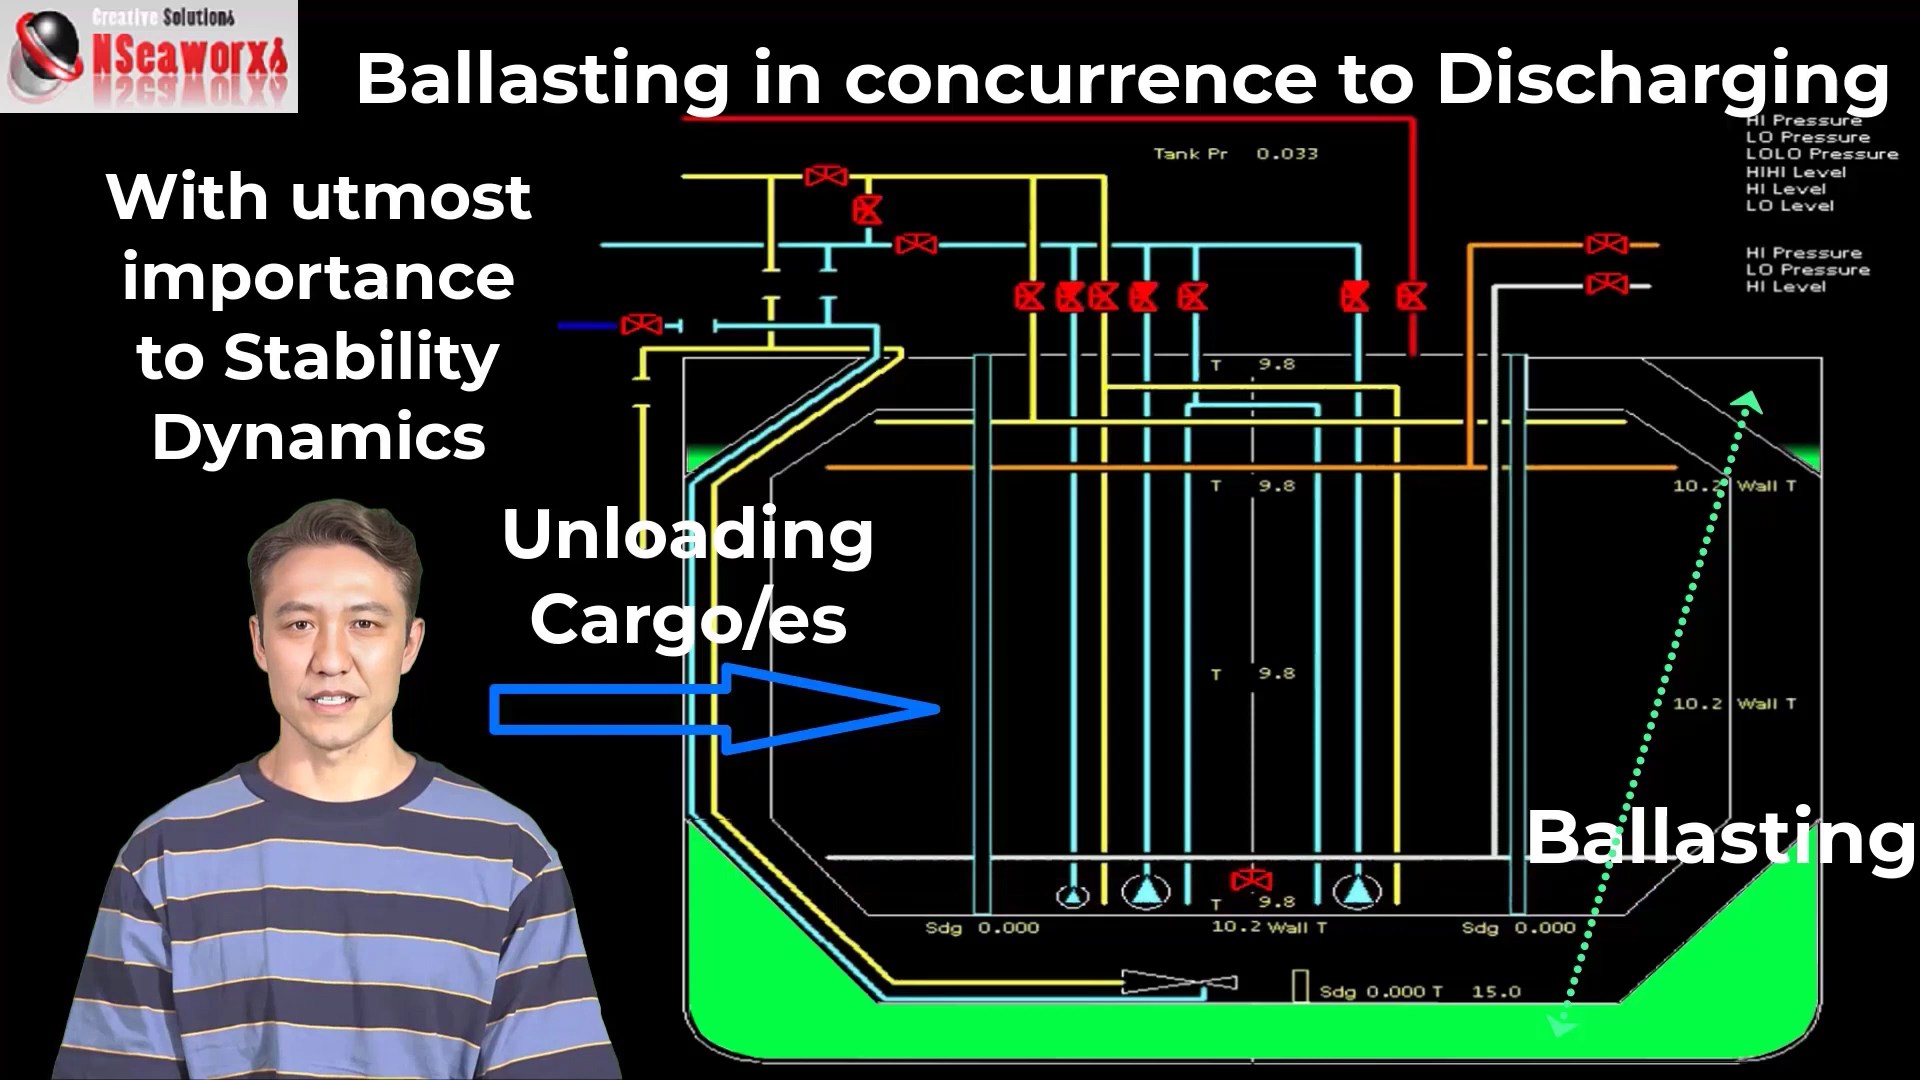 Creative Solutions
NSeaworxs
Ballasting in concurrence to Discharging
With utmost
importance
to Stability
Dynamics
Unloading
Cargo/es
Ballasting
Tank Pr 0.033
HI Pressure
LO Pressure
LOLO Pressure
HIHI Level
HI Level
LO Level
HI Pressure
LO Pressure
HI Level
T 9.8
T 9.8
10.2 Wall T
T 9.8
10.2 Wall T
T 9.8
Sdg 0.000
10.2 Wall T
Sdg 0.000
Sdg 0.000 T 15.0